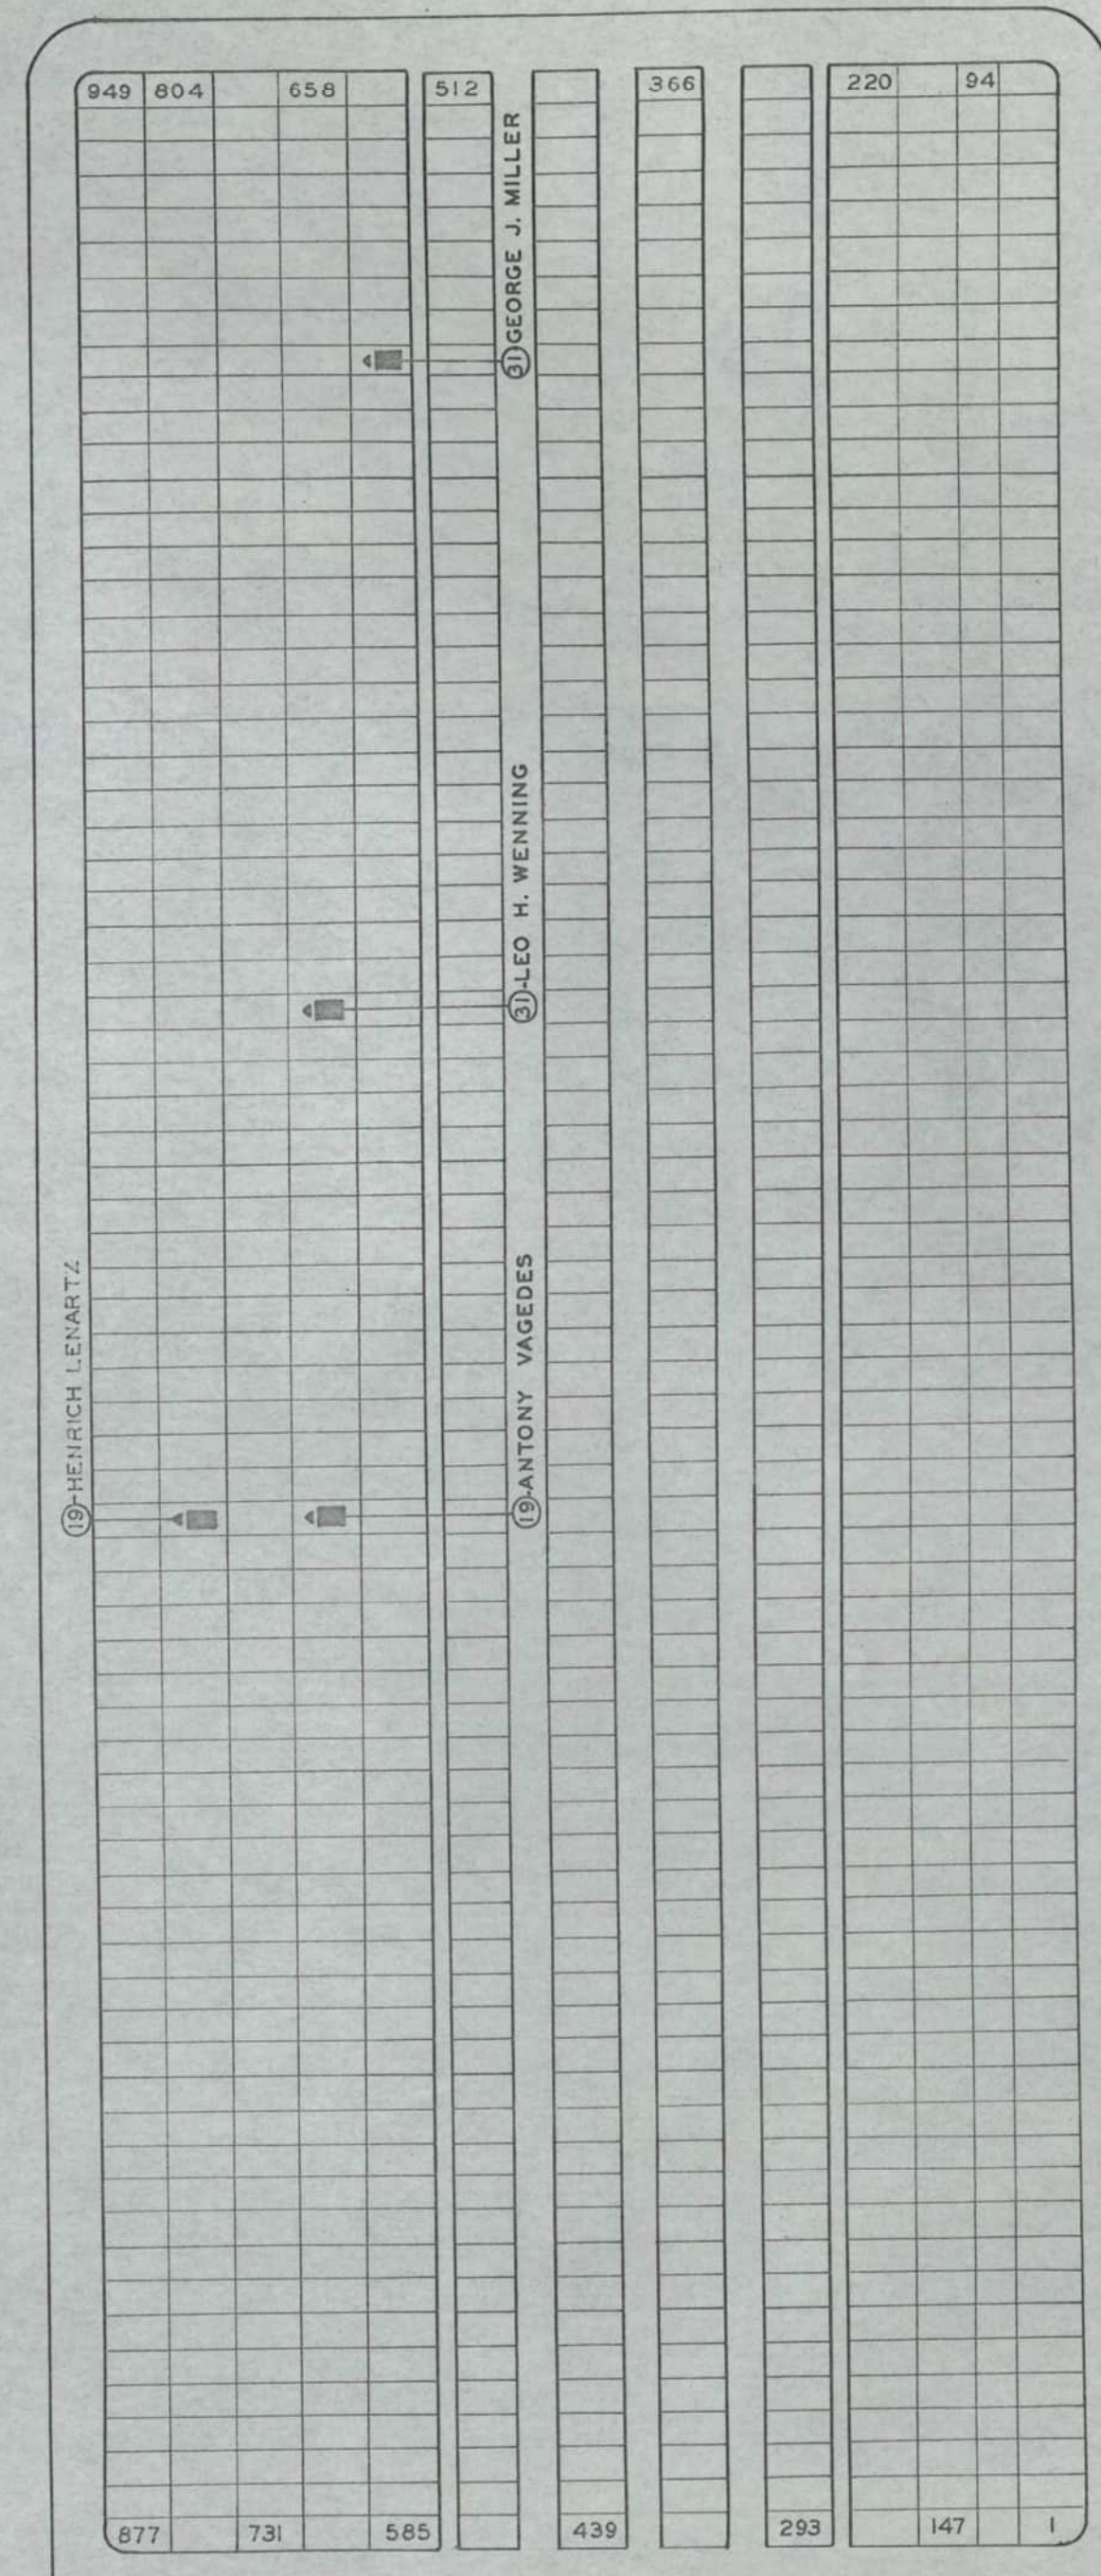 949 804 658 512 366 220 94
31 GEORGE J. MILLER
31-LEO H. WENNING
19-HENRICH LENARTZ
19-ANTONY VAGEDES
877 731 585 439 293 147 1